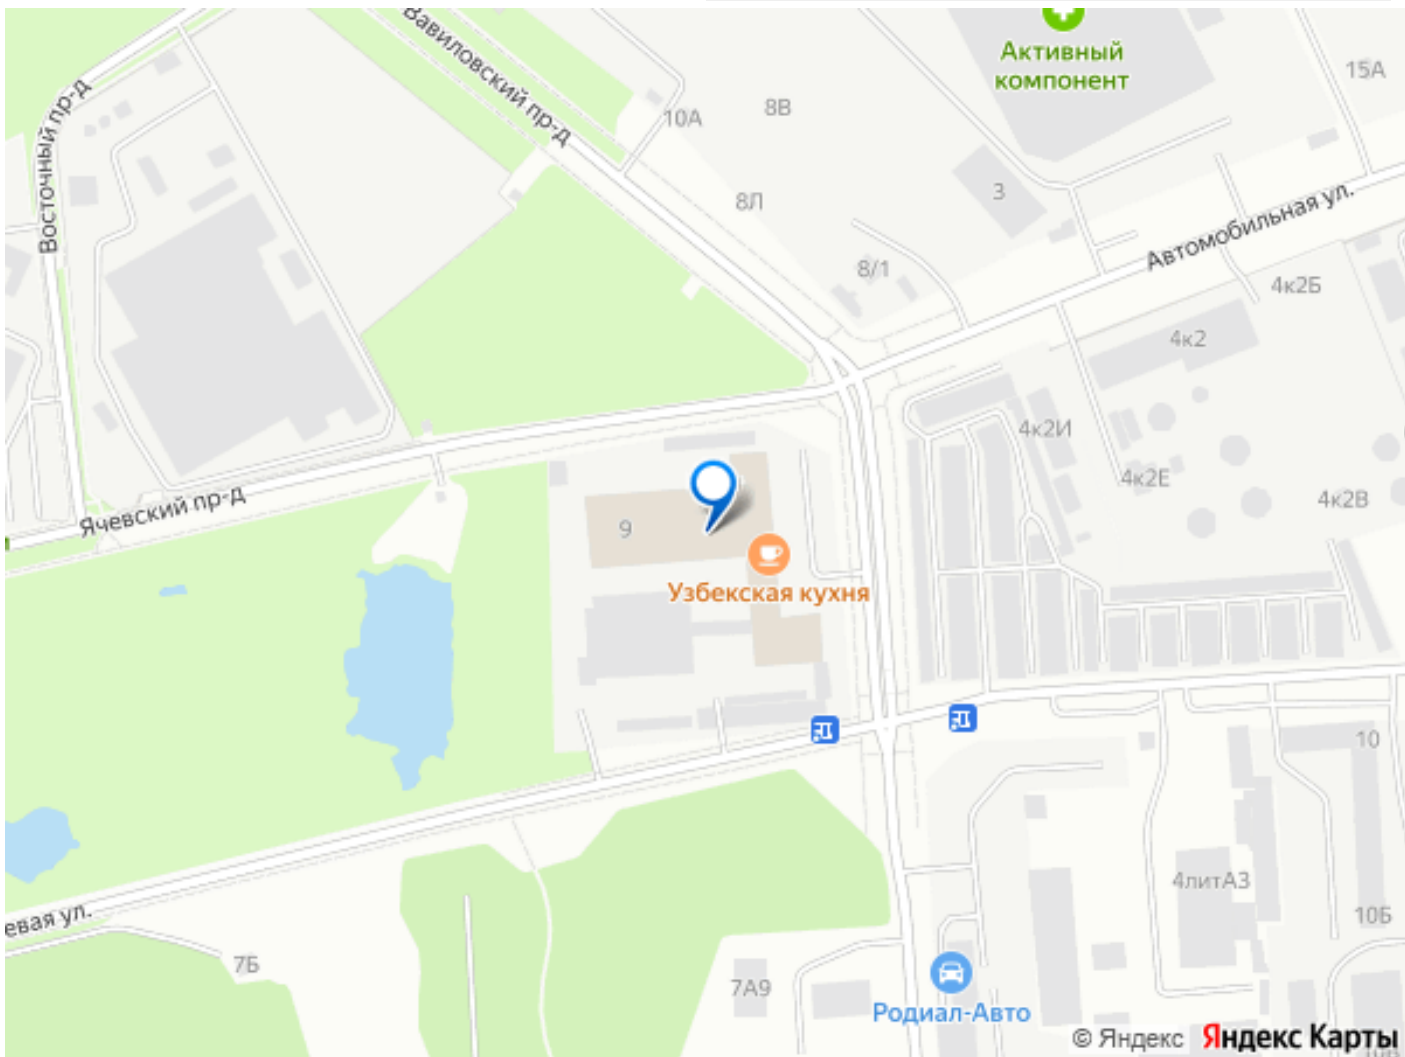 Вавиловский пр-д
Активный
компонент
15А
8В
10А
Восточный пр-д
3
8Л
Автомобильная ул.
8/1
4к2Б
4к2
4к2И
4к2Е
Ячевский пр-д
4к2В
9
Узбекская кухня
10
4литА3
евая ул.
10Б
7Б
7А9
Родиал-Авто
© Яндекс Яндекс Карты